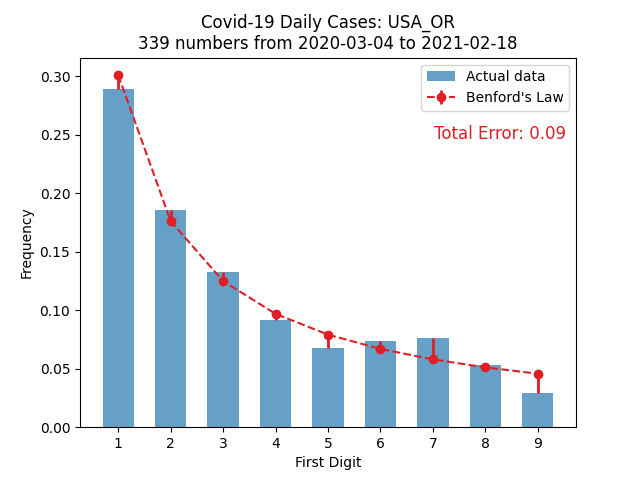 Covid-19 Daily Cases: USA_OR
339 numbers from 2020-03-04 to 2021-02-18
Actual data
Benford's Law
Total Error: 0.09
Frequency
0.30
0.25
0.20
0.15
0.10
0.05
0.00
1 2 3 4 5 6 7 8 9
First Digit